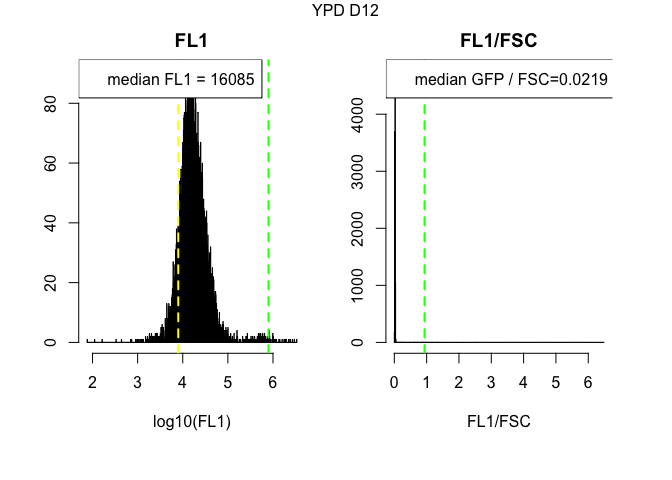 YPD D12
FL1
median FL1 = 16085
0
20
40
60
80
2 3 4 5 6
log10(FL1)
FL1/FSC
median GFP / FSC=0.0219
0
1000
2000
3000
4000
0 1 2 3 4 5 6
FL1/FSC